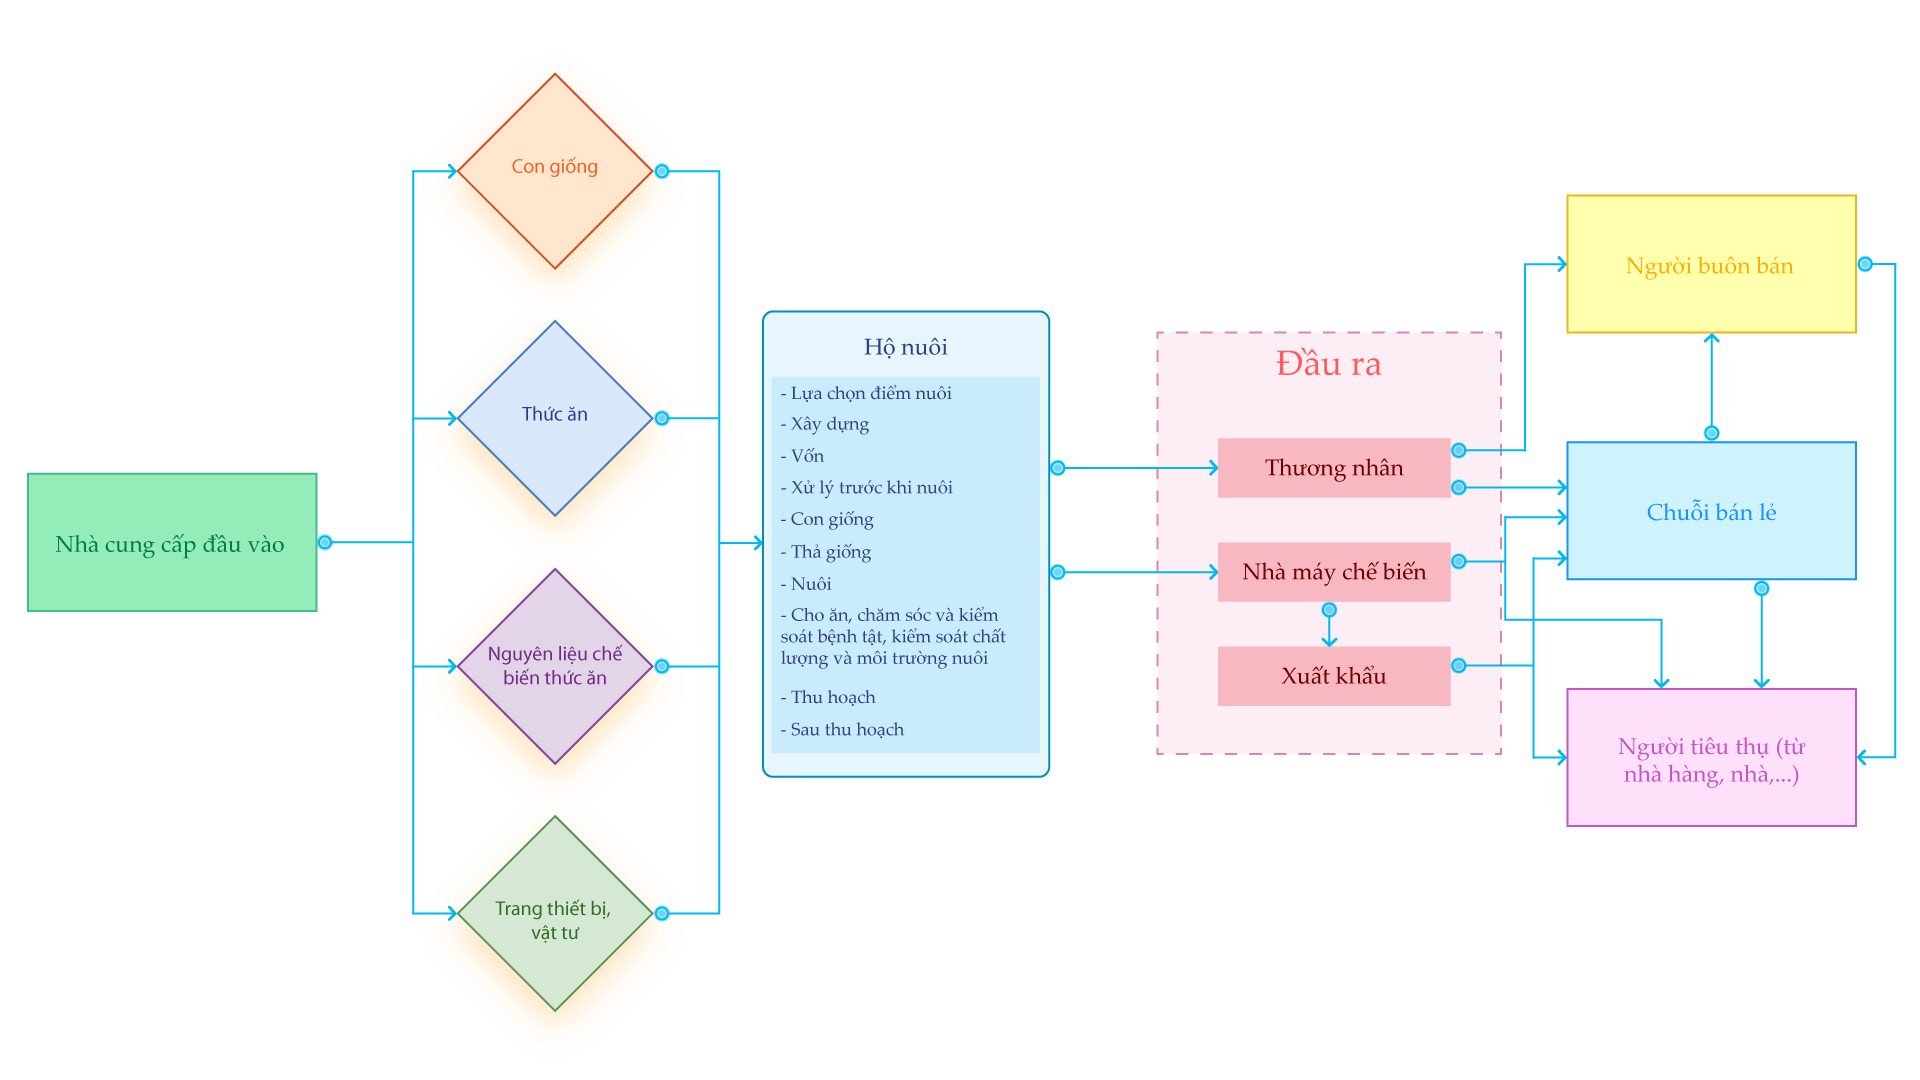 Nhà cung cấp đầu vào
Con giống
Thức ăn
Nguyên liệu chế
biến thức ăn
Trang thiết bị,
vật tư
Hộ nuôi
- Lựa chọn điểm nuôi
- Xây dựng
- Vốn
- Xử lý trước khi nuôi
- Con giống
- Thả giống
- Nuôi
- Cho ăn, chăm sóc và kiểm
soát bệnh tật, kiểm soát chất
lượng và môi trường nuôi
- Thu hoạch
- Sau thu hoạch
Đầu ra
Thương nhân
Nhà máy chế biến
Xuất khẩu
Người buôn bán
Chuỗi bán lẻ
Người tiêu thụ (từ
nhà hàng, nhà,...)